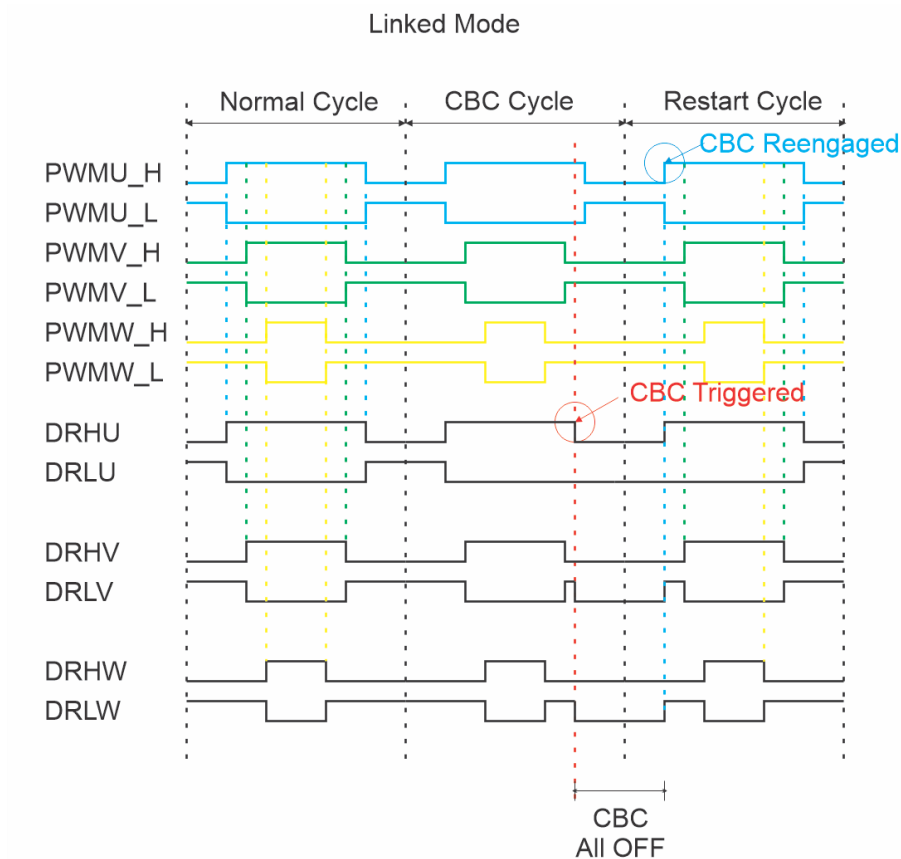 Linked Mode
Normal Cycle
CBC Cycle
Restart Cycle
CBC Reengaged
PWMU_H
PWMU_L
PWMV_H
PWMV_L
PWMW_H
PWMW_L
CBC Triggered
DRHU
DRLU
DRHV
DRLV
DRHW
DRLW
CBC
All OFF